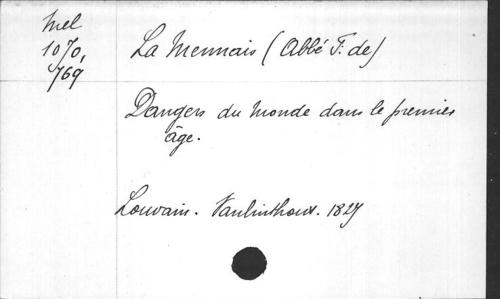 Mel
1070,
769
La Mennais (Abbé F. de)
Dangers du monde dans le premier
âge.
Louvain. Vanlinthout. 1827